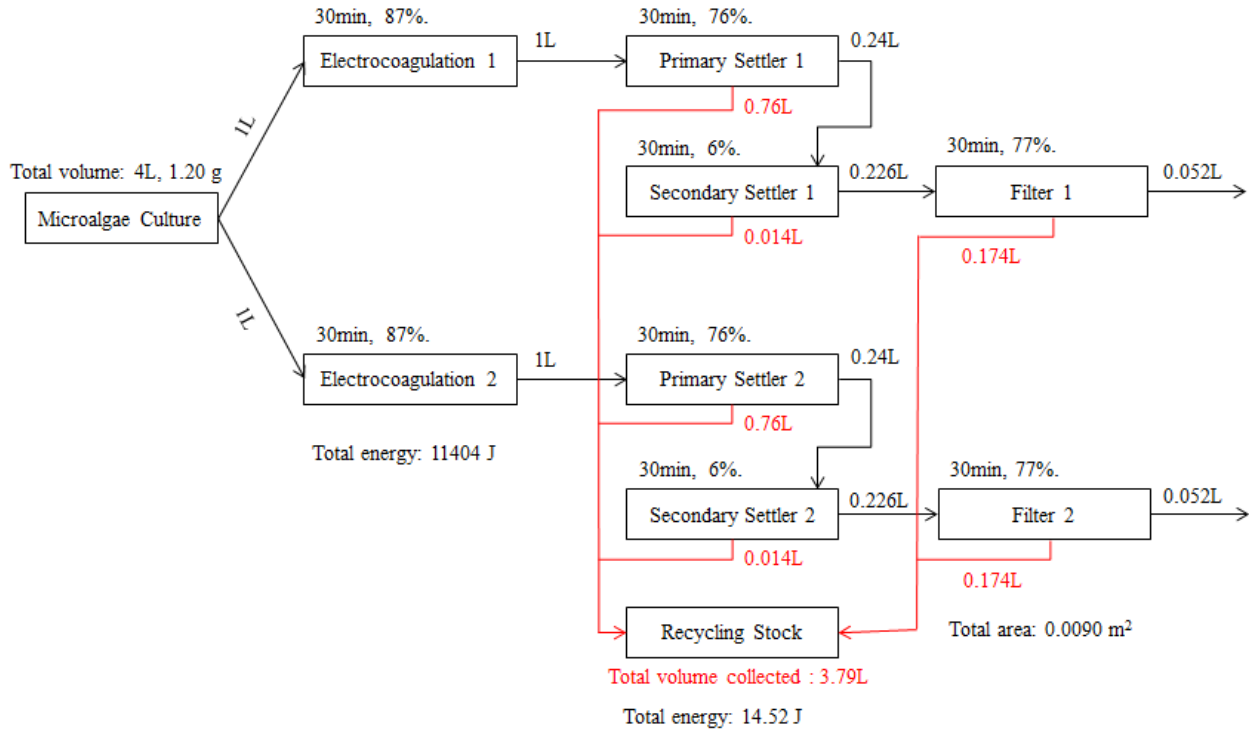 30min, 87%.
Electrocoagulation 1
1L
30min, 76%.
Primary Settler 1
0.24L
0.76L
1L
Total volume: 4L, 1.20 g
Microalgae Culture
30min, 6%.
Secondary Settler 1
0.226L
0.014L
30min, 77%.
Filter 1
0.052L
0.174L
1L
30min, 87%.
Electrocoagulation 2
1L
Total energy: 11404 J
30min, 76%.
Primary Settler 2
0.24L
0.76L
30min, 6%.
Secondary Settler 2
0.226L
0.014L
30min, 77%.
Filter 2
0.052L
0.174L
Total area: 0.0090 m²
Recycling Stock
Total volume collected : 3.79L
Total energy: 14.52 J